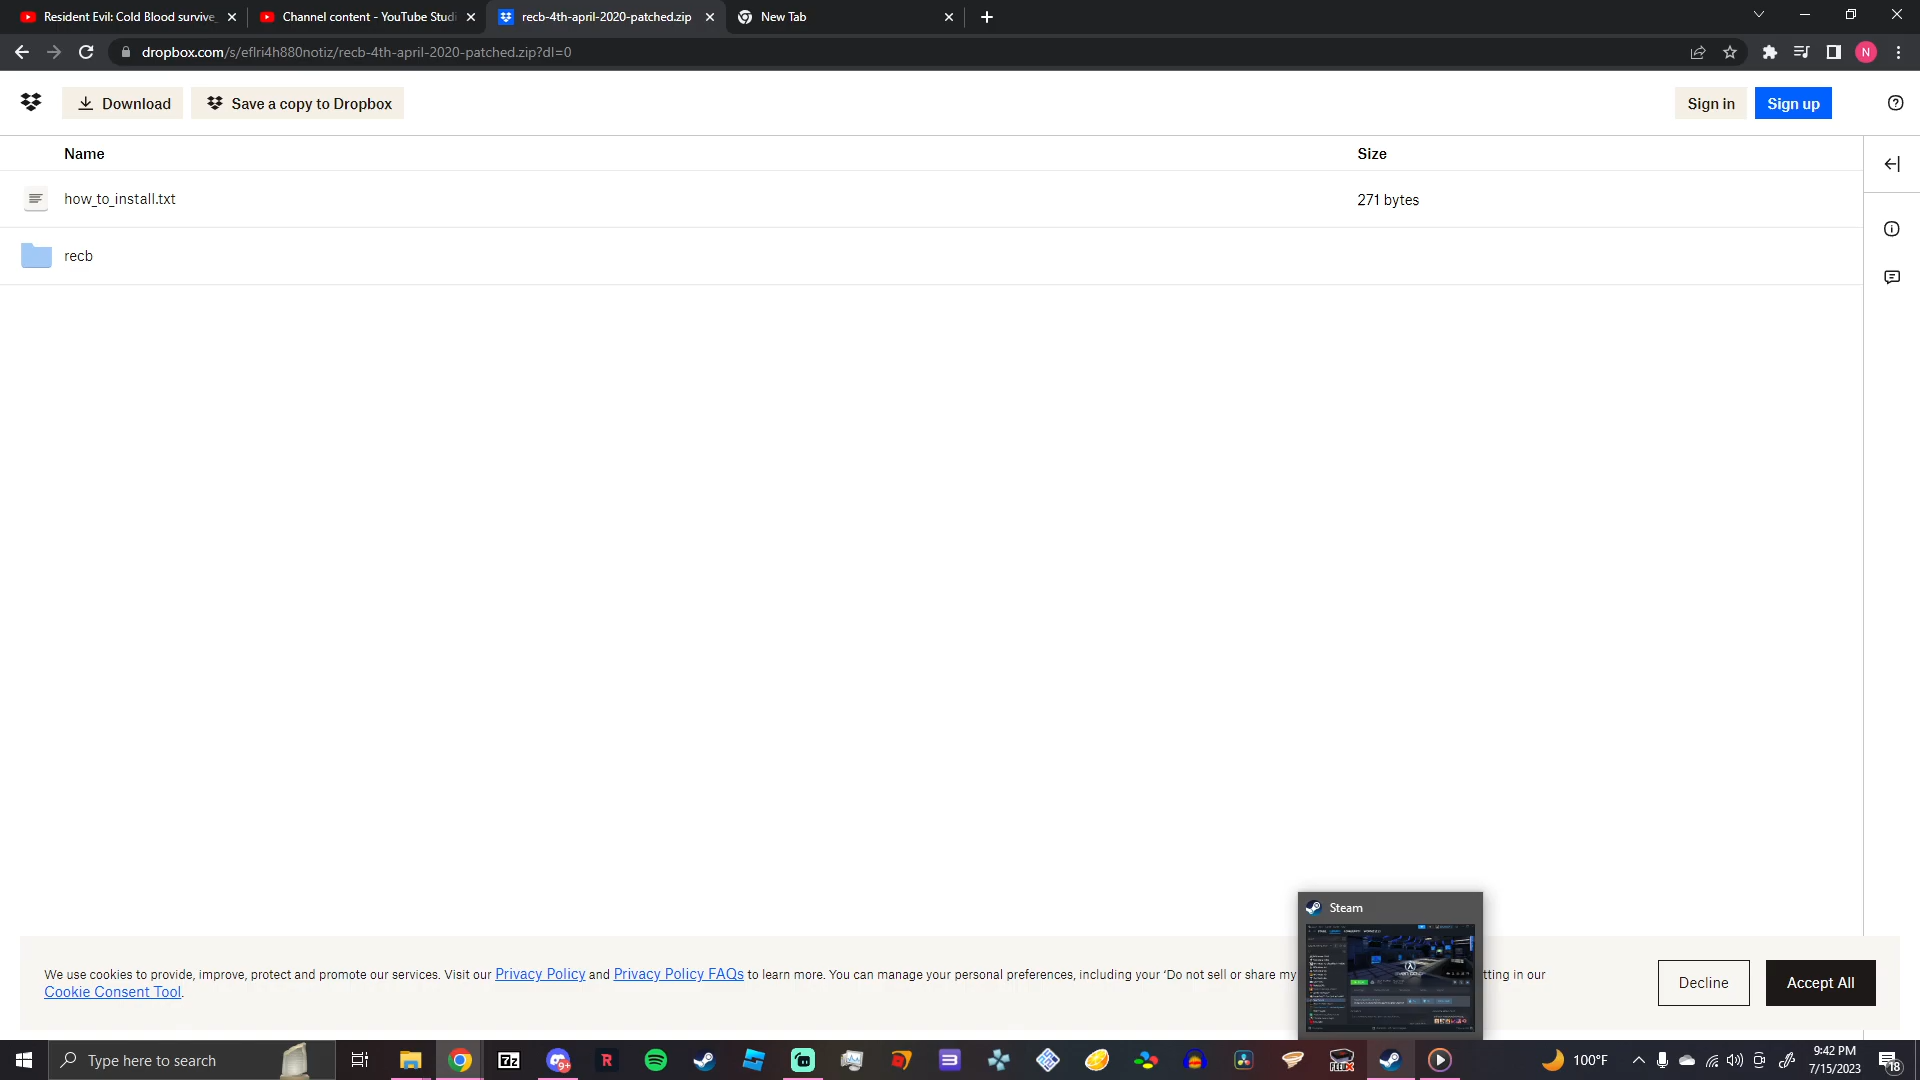 Resident Evil: Cold Blood survive_
Channel content - YouTube Studi
recb-4th-april-2020-patched.zip
New Tab
dropbox.com/s/eflri4h880notiz/recb-4th-april-2020-patched.zip?dl=0
N
Download
Save a copy to Dropbox
Sign in
Sign up
Name
Size
how_to_install.txt
271 bytes
recb
Steam
We use cookies to provide, improve, protect and promote our services. Visit our Privacy Policy and Privacy Policy FAQs to learn more. You can manage your personal preferences, including your ‘Do not sell or share my
tting in our
Cookie Consent Tool.
Decline
Accept All
Type here to search
7z
9+
R
100°F
9:42 PM
7/15/2023
18